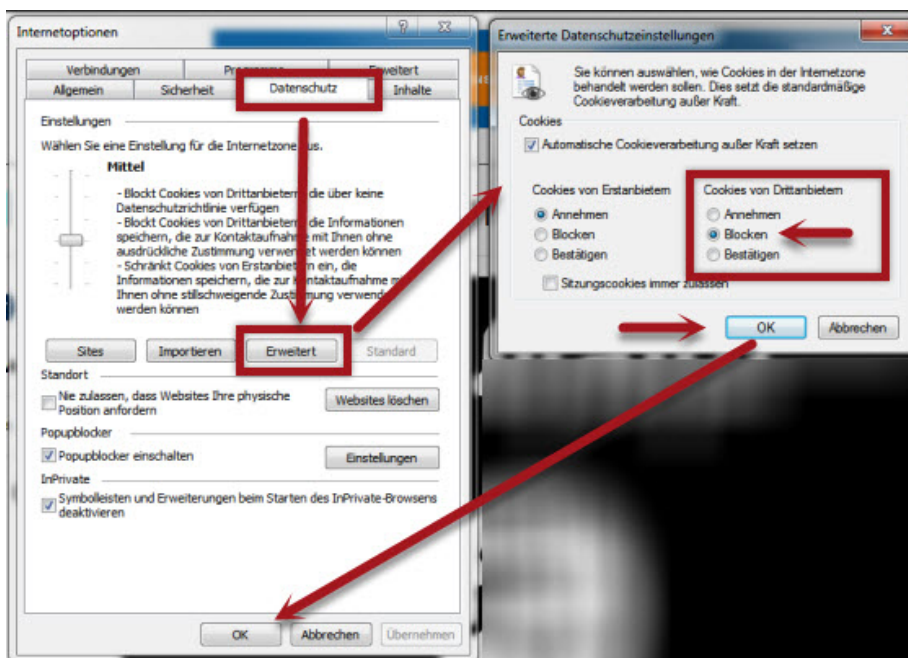 Internetoptionen
Verbindungen Programme Erweitert
Allgemein Sicherheit Datenschutz Inhalte
Einstellungen
Wählen Sie eine Einstellung für die Internetzone aus.
Mittel
- Blockt Cookies von Drittanbietern, die über keine
Datenschutzrichtlinie verfügen
- Blockt Cookies von Drittanbietern, die Informationen
speichern, die zur Kontaktaufnahme mit Ihnen ohne
ausdrückliche Zustimmung verwendet werden können
- Schränkt Cookies von Erstanbietern ein, die
Informationen speichern, die zur Kontaktaufnahme mit
Ihnen ohne stillschweigende Zustimmung verwendet
werden können
Sites Importieren Erweitert Standard
Standort
Nie zulassen, dass Websites Ihre physische
Position anfordern
Websites löschen
Popupblocker
Popupblocker einschalten
Einstellungen
InPrivate
Symbolleisten und Erweiterungen beim Starten des InPrivate-Browsens
deaktivieren
OK Abbrechen Übernehmen
Erweiterte Datenschutzeinstellungen
Sie können auswählen, wie Cookies in der Internetzone
behandelt werden sollen. Dies setzt die standardmäßige
Cookieverarbeitung außer Kraft.
Cookies
Automatische Cookieverarbeitung außer Kraft setzen
Cookies von Erstanbietern
Annehmen
Blocken
Bestätigen
Cookies von Drittanbietern
Annehmen
Blocken
Bestätigen
Sitzungscookies immer zulassen
OK Abbrechen